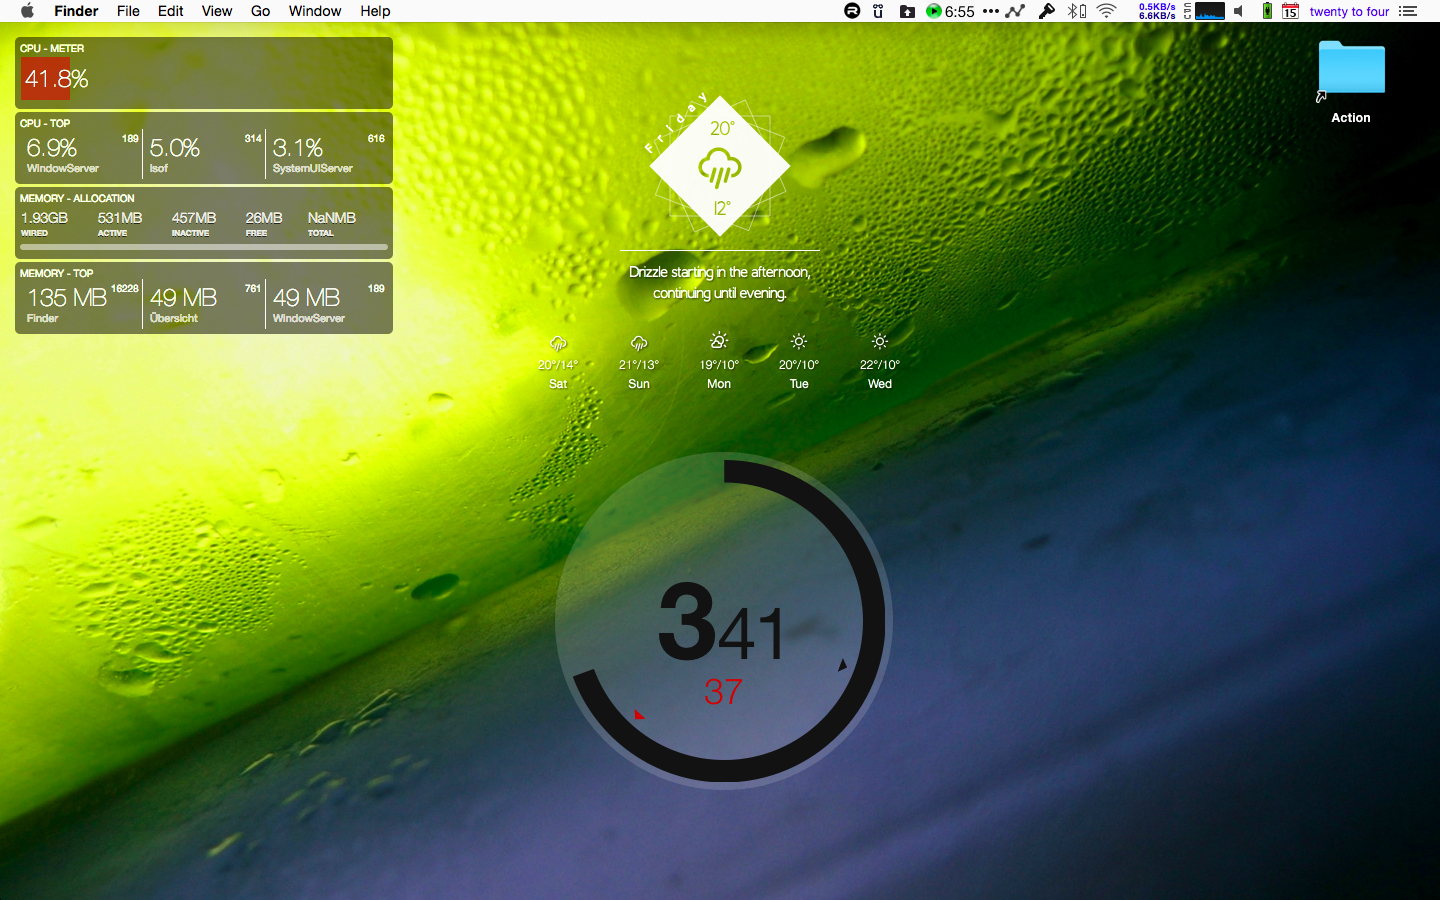 Finder File Edit View Go Window Help
6:55 0.5KB/s 6.6KB/s CPU 15 twenty to four
CPU - METER
41.8%
CPU - TOP
6.9% 189 5.0% 314 3.1% 616
WindowServer lsof SystemUIServer
MEMORY - ALLOCATION
1.93GB 531MB 457MB 26MB NaNMB
WIRED ACTIVE INACTIVE FREE TOTAL
MEMORY - TOP
135 MB 16228 49 MB 761 49 MB 189
Finder Übersicht WindowServer
Friday
20°
12°
Drizzle starting in the afternoon,
continuing until evening.
20°/14° 21°/13° 19°/10° 20°/10° 22°/10°
Sat Sun Mon Tue Wed
341
37
Action